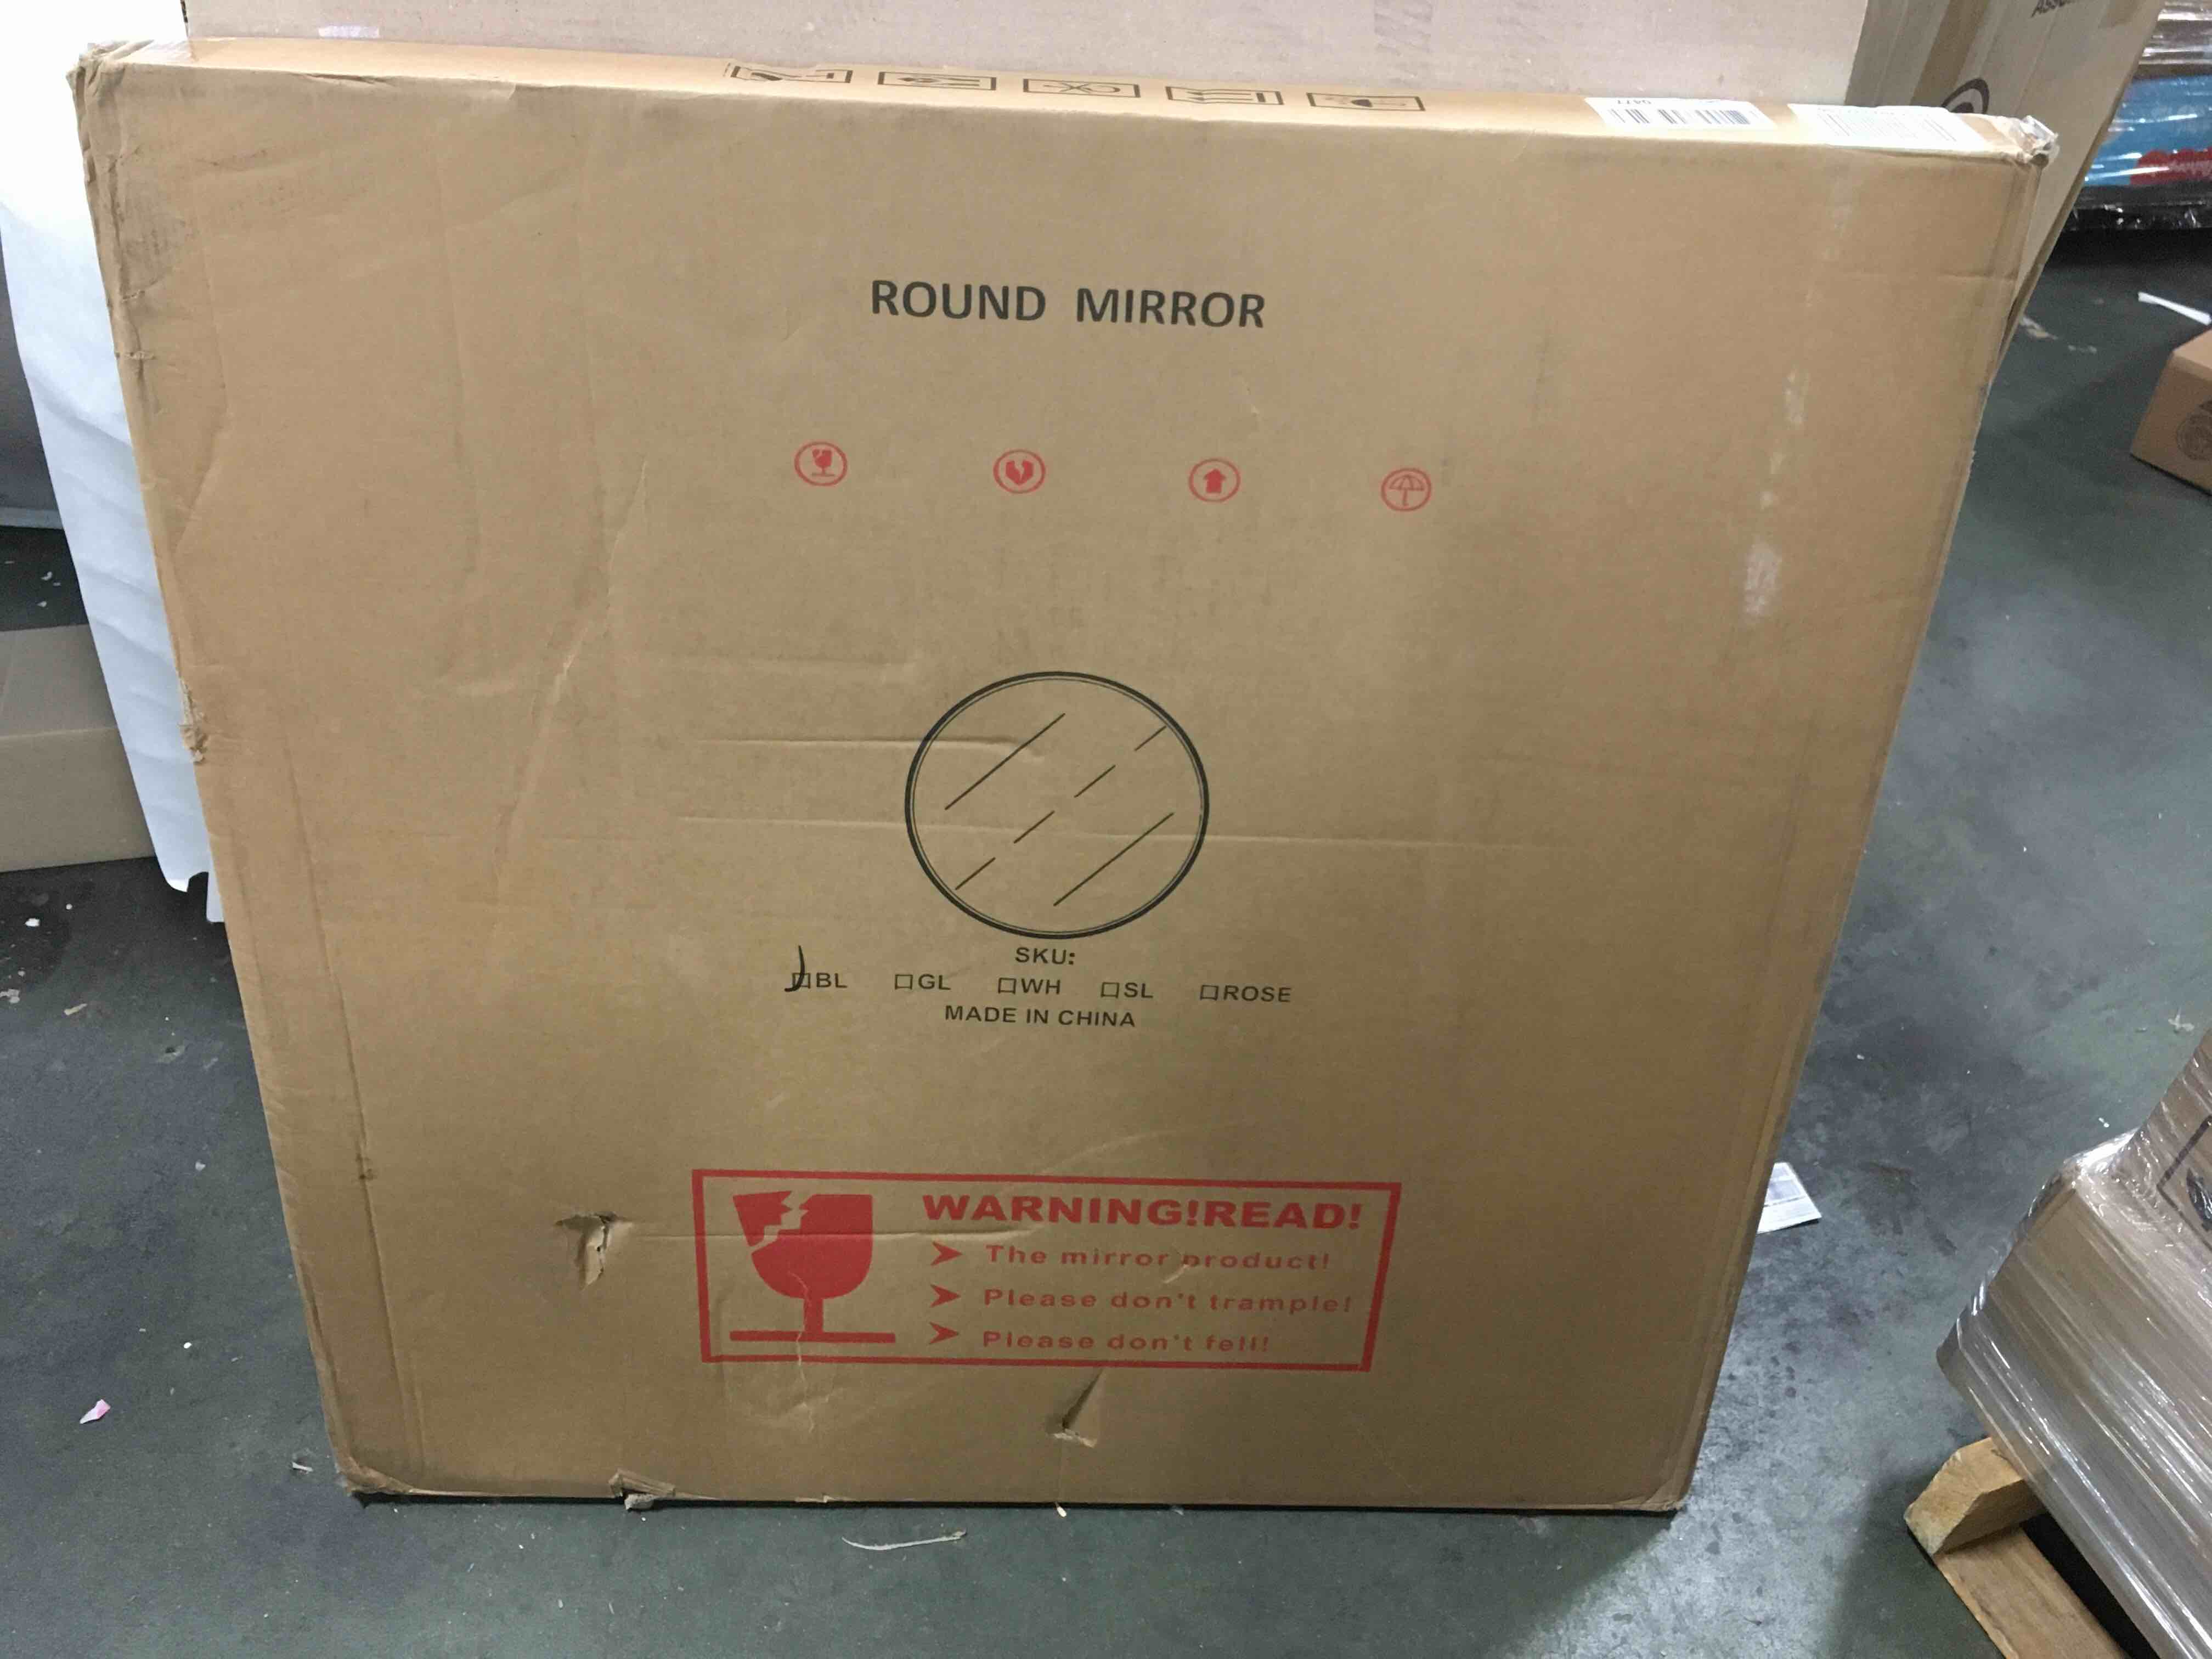 ROUND MIRROR
SKU:
BL GL WH SL ROSE
MADE IN CHINA
WARNING!READ!
The mirror product!
Please don't trample!
Please don't fell!